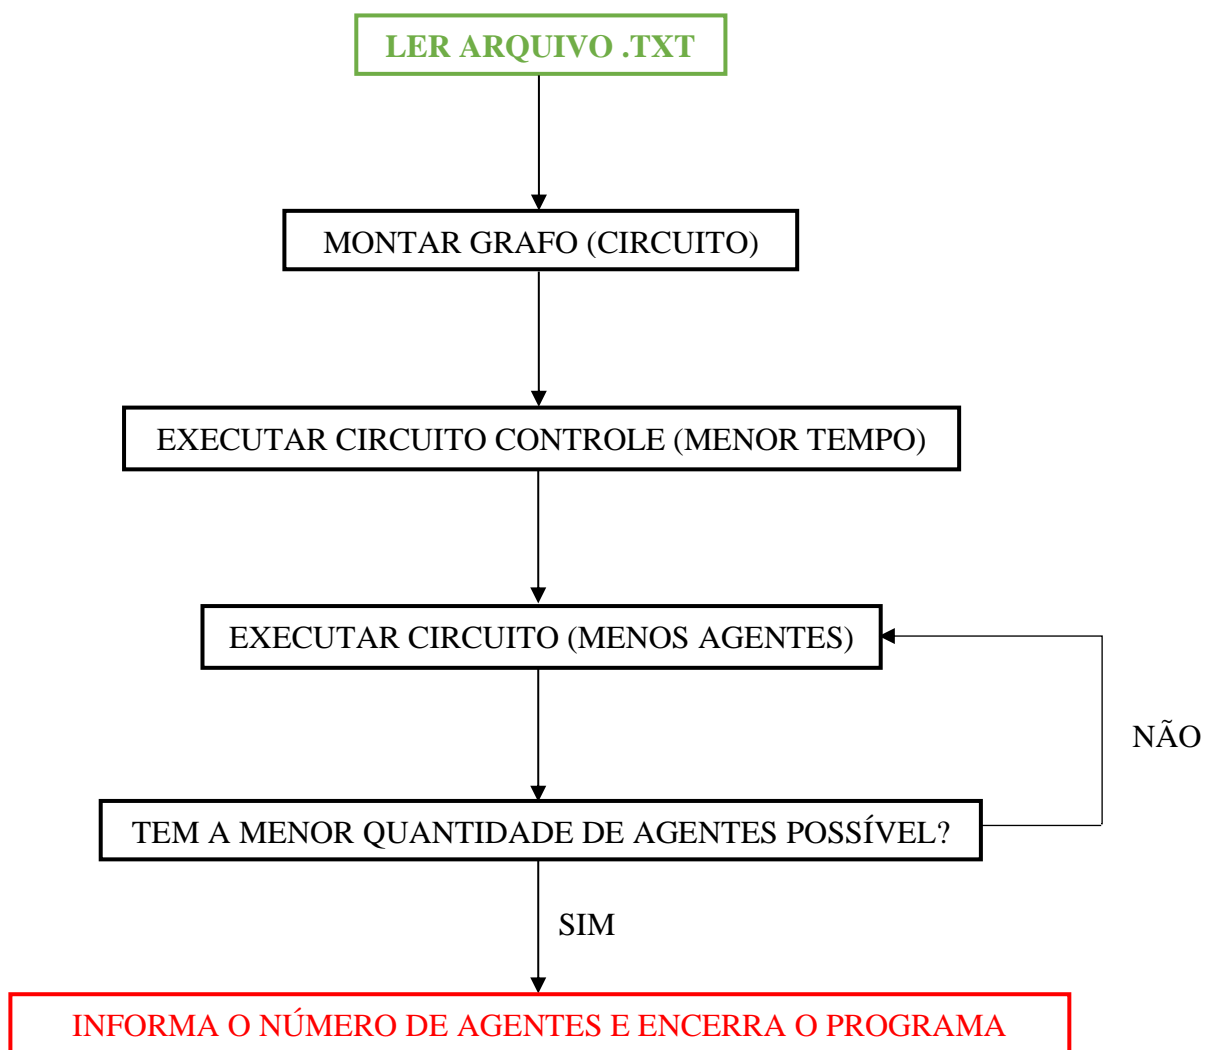 LER ARQUIVO .TXT
MONTAR GRAFO (CIRCUITO)
EXECUTAR CIRCUITO CONTROLE (MENOR TEMPO)
EXECUTAR CIRCUITO (MENOS AGENTES)
NÃO
TEM A MENOR QUANTIDADE DE AGENTES POSSÍVEL?
SIM
INFORMA O NÚMERO DE AGENTES E ENCERRA O PROGRAMA